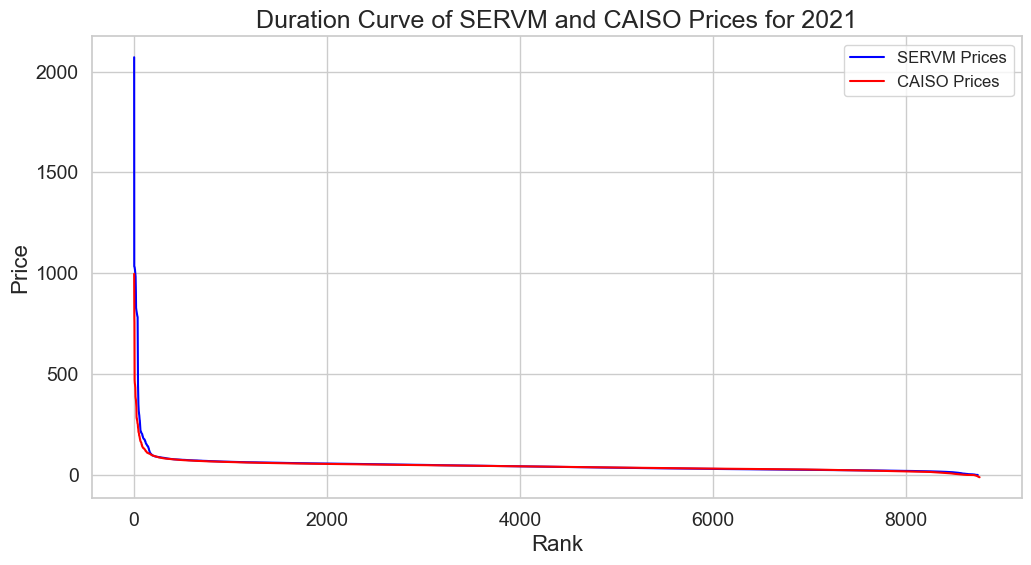 Duration Curve of SERVM and CAISO Prices for 2021
SERVM Prices
CAISO Prices
Price
2000
1500
1000
500
0
0 2000 4000 6000 8000
Rank